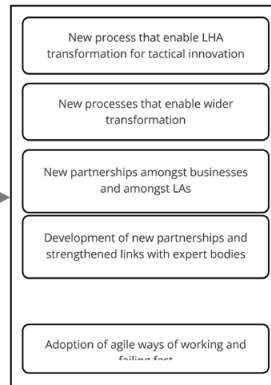 New process that enable LHA
transformation for tactical innovation
New processes that enable wider
transformation
New partnerships amongst businesses
and amongst LAs
Development of new partnerships and
strengthened links with expert bodies
Adoption of agile ways of working and
failing fast